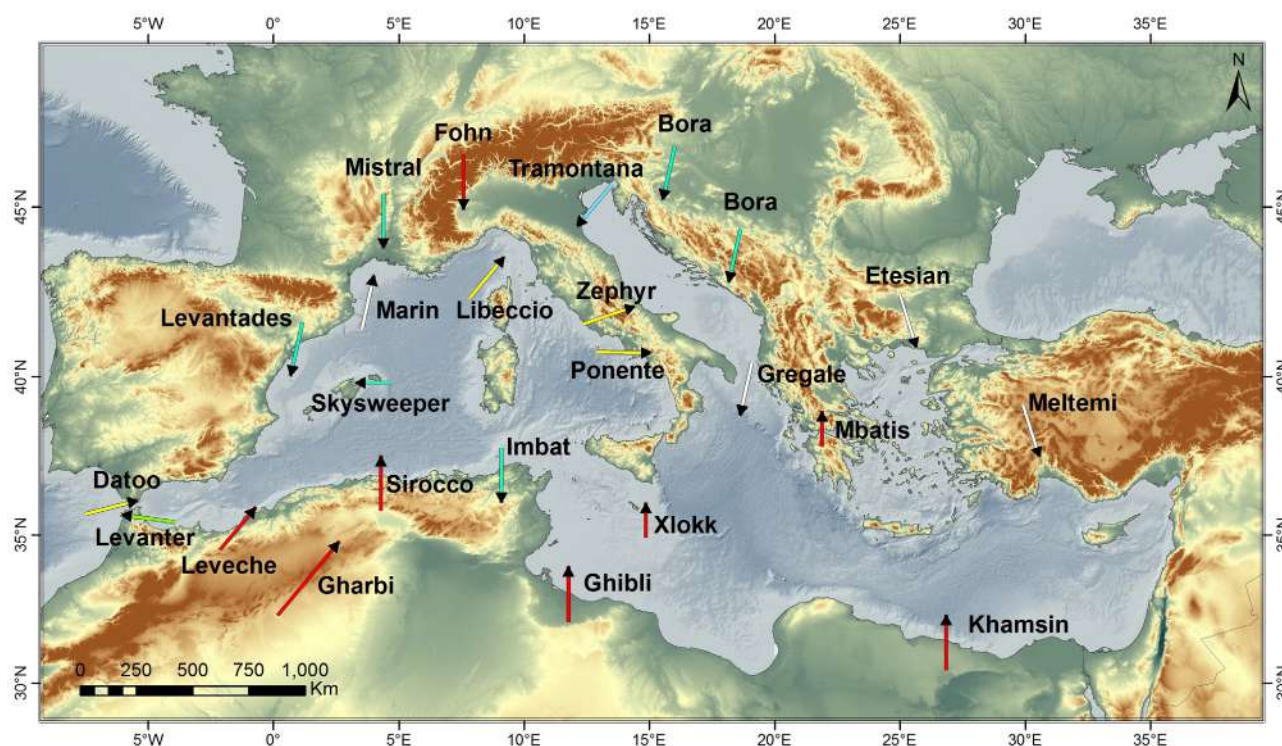 5°W 0° 5°E 10°E 15°E 20°E 25°E 30°E 35°E
N
Fohn
Bora
Mistral
Tramontana
45°N
45°N
Bora
Etesian
Zephyr
Marin
Libeccio
Levantades
Ponente
Gregale
40°N
40°N
Skysweeper
Meltemi
Mbatis
Imbat
Datoo
Sirocco
Xlokk
Levanter
35°N
35°N
Leveche
Gharbi
Ghibli
Khamsin
0 250 500 750 1,000
Km
30°N
30°N
5°W 0° 5°E 10°E 15°E 20°E 25°E 30°E 35°E